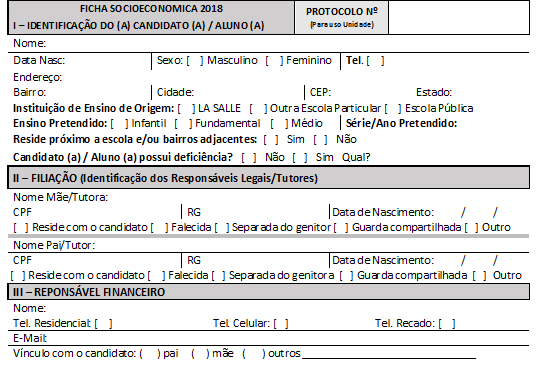 FICHA SOCIOECONOMICA 2018
I – IDENTIFICAÇÃO DO (A) CANDIDATO (A) / ALUNO (A)
PROTOCOLO Nº
(Para uso Unidade)
Nome:
Data Nasc: Sexo: [ ] Masculino [ ] Feminino Tel. [ ]
Endereço:
Bairro: Cidade: CEP: Estado:
Instituição de Ensino de Origem: [ ] LA SALLE [ ] Outra Escola Particular [ ] Escola Pública
Ensino Pretendido: [ ] Infantil [ ] Fundamental [ ] Médio Série/Ano Pretendido:
Reside próximo a escola e/ou bairros adjacentes: [ ] Sim [ ] Não
Candidato (a) / Aluno (a) possui deficiência? [ ] Não [ ] Sim Qual?
II – FILIAÇÃO (Identificação dos Responsáveis Legais/Tutores)
Nome Mãe/Tutora:
CPF RG Data de Nascimento: / /
[ ] Reside com o candidato [ ] Falecida [ ] Separada do genitor [ ] Guarda compartilhada [ ] Outro
Nome Pai/Tutor:
CPF RG Data de Nascimento: / /
[ ] Reside com o candidato [ ] Falecida [ ] Separado da genitora [ ] Guarda compartilhada [ ] Outro
III – REPONSÁVEL FINANCEIRO
Nome:
Tel. Residencial: [ ] Tel. Celular: [ ] Tel. Recado: [ ]
E-Mail:
Vínculo com o candidato: ( ) pai ( ) mãe ( ) outros ____________________